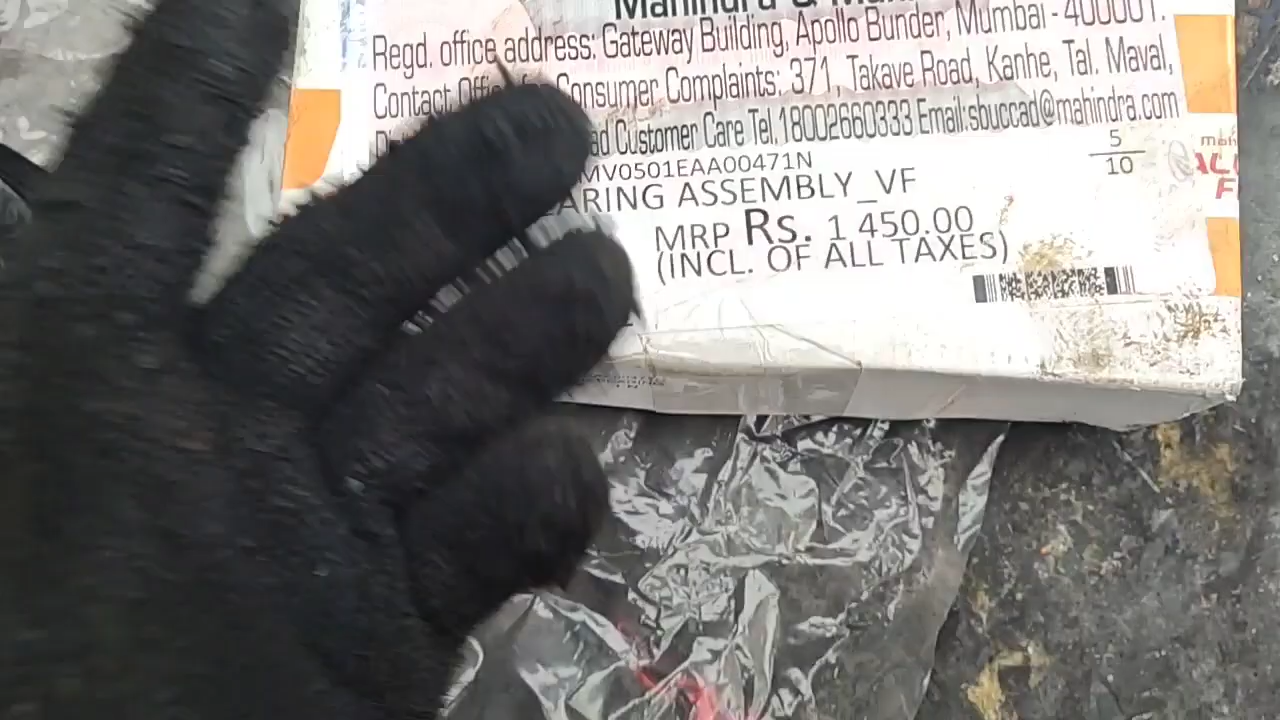 Mahindra &
Regd. office address: Gateway Building, Apollo Bunder, Mumbai - 400001.
Contact Consumer Complaints: 371, Takave Road, Kanhe, Tal. Maval,
Customer Care Tel.18002660333 Email:sbuccad@mahindra.com
MV0501EAA00471N
5
10
ARING ASSEMBLY_VF
MRP Rs. 1 450.00
(INCL. OF ALL TAXES)